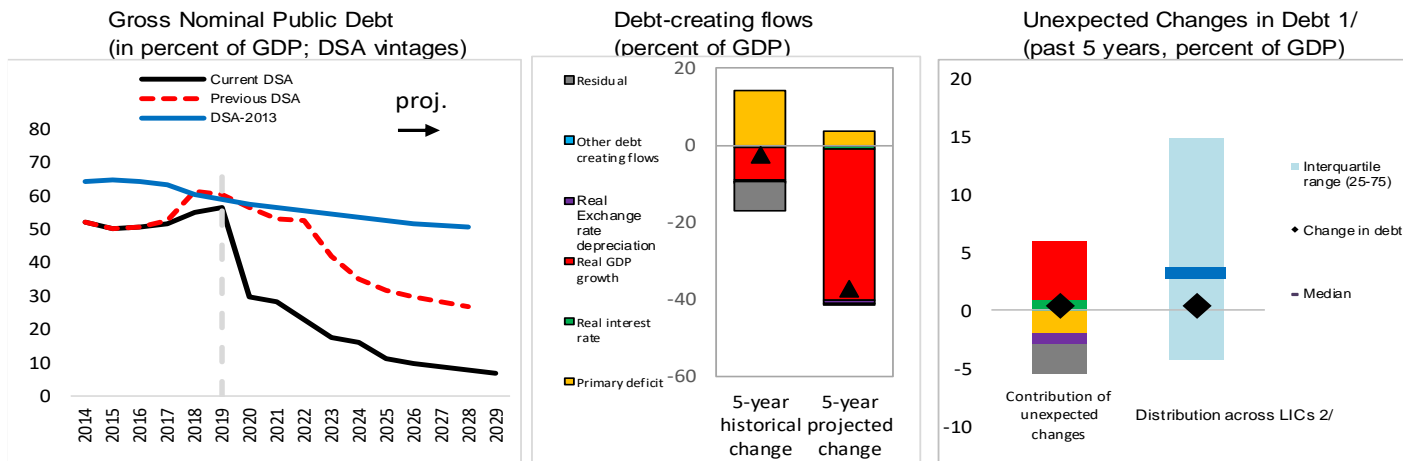 Gross Nominal Public Debt
(in percent of GDP; DSA vintages)
Current DSA
Previous DSA
DSA-2013
proj.
80
70
60
50
40
30
20
10
0
2014
2015
2016
2017
2018
2019
2020
2021
2022
2023
2024
2025
2026
2027
2028
2029
Debt-creating flows
(percent of GDP)
Residual
Other debt
creating flows
Real
Exchange
rate
depreciation
Real GDP
growth
Real interest
rate
Primary deficit
20
0
-20
-40
-60
5-year
historical
change
5-year
projected
change
Unexpected Changes in Debt 1/
(past 5 years, percent of GDP)
20
15
10
5
0
-5
-10
Contribution of
unexpected
changes
Distribution across LICs 2/
Interquartile
range (25-75)
Change in debt
Median